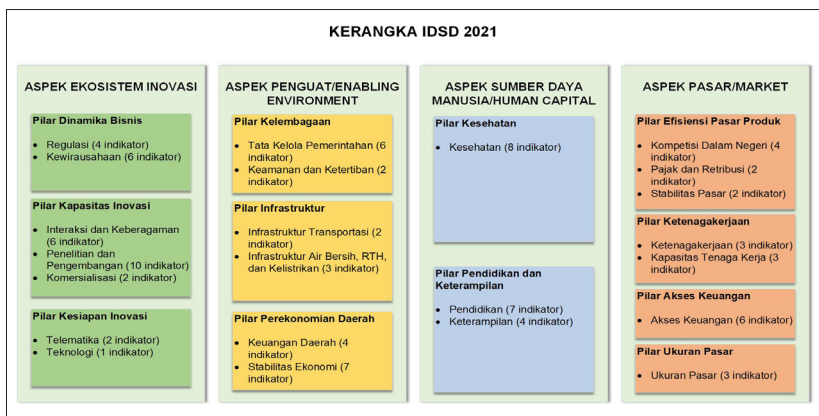 KERANGKA IDSD 2021
ASPEK EKOSISTEM INOVASI
Pilar Dinamika Bisnis
• Regulasi (4 indikator)
• Kewirausahaan (6 indikator)
Pilar Kapasitas Inovasi
• Interaksi dan Keberagaman
(6 indikator)
• Penelitian dan
Pengembangan (10 indikator)
• Komersialisasi (2 indikator)
Pilar Kesiapan Inovasi
• Telematika (2 indikator)
• Teknologi (1 indikator)
ASPEK PENGUAT/ENABLING
ENVIRONMENT
Pilar Kelembagaan
• Tata Kelola Pemerintahan (6
indikator)
• Keamanan dan Ketertiban (2
indikator)
Pilar Infrastruktur
• Infrastruktur Transportasi (2
indikator)
• Infrastruktur Air Bersih, RTH,
dan Kelistrikan (3 indikator)
Pilar Perekonomian Daerah
• Keuangan Daerah (4
indikator)
• Stabilitas Ekonomi (7
indikator)
ASPEK SUMBER DAYA
MANUSIA/HUMAN CAPITAL
Pilar Kesehatan
• Kesehatan (8 indikator)
Pilar Pendidikan dan
Keterampilan
• Pendidikan (7 indikator)
• Keterampilan (4 indikator)
ASPEK PASAR/MARKET
Pilar Efisiensi Pasar Produk
• Kompetisi Dalam Negeri (4
indikator)
• Pajak dan Retribusi (2
indikator)
• Stabilitas Pasar (2 indikator)
Pilar Ketenagakerjaan
• Ketenagakerjaan (3 indikator)
• Kapasitas Tenaga Kerja (3
indikator)
Pilar Akses Keuangan
• Akses Keuangan (6 indikator)
Pilar Ukuran Pasar
• Ukuran Pasar (3 indikator)